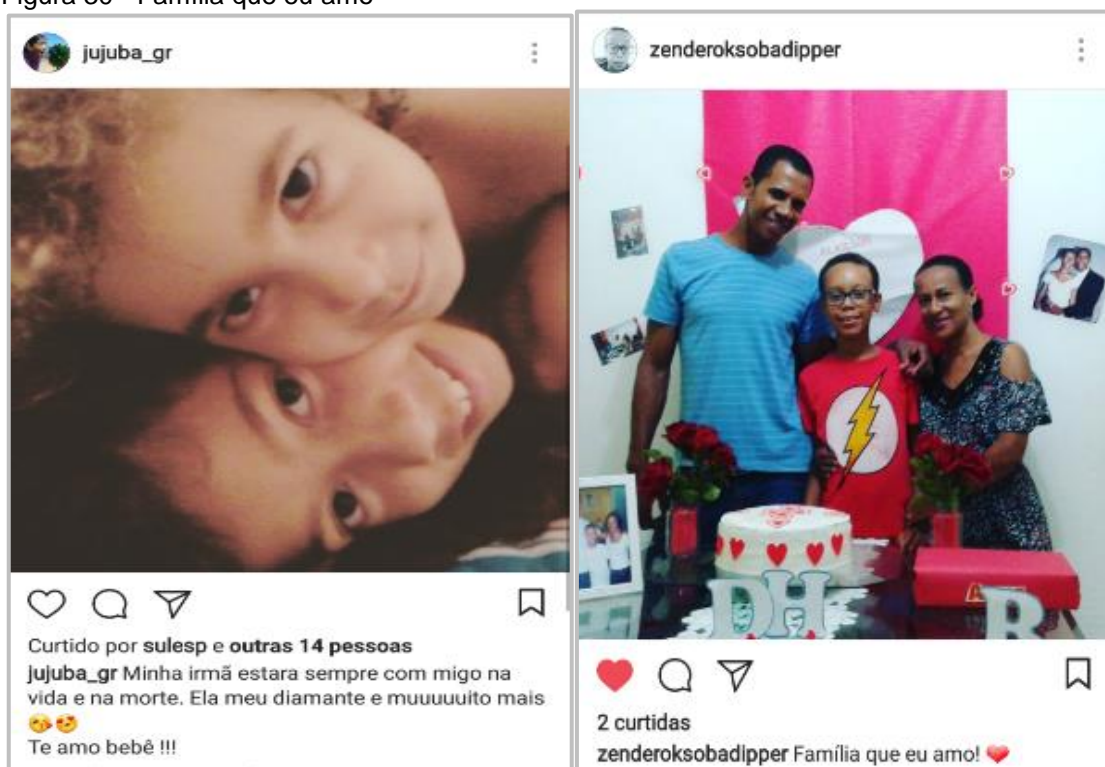 Família que eu amo
jujuba_gr
Curtido por sulesp e outras 14 pessoas
jujuba_gr Minha irmã estara sempre com migo na
vida e na morte. Ela meu diamante e muuuuuito mais
Te amo bebê !!!
zenderoksobadipper
DH R
2 curtidas
zenderoksobadipper Família que eu amo!